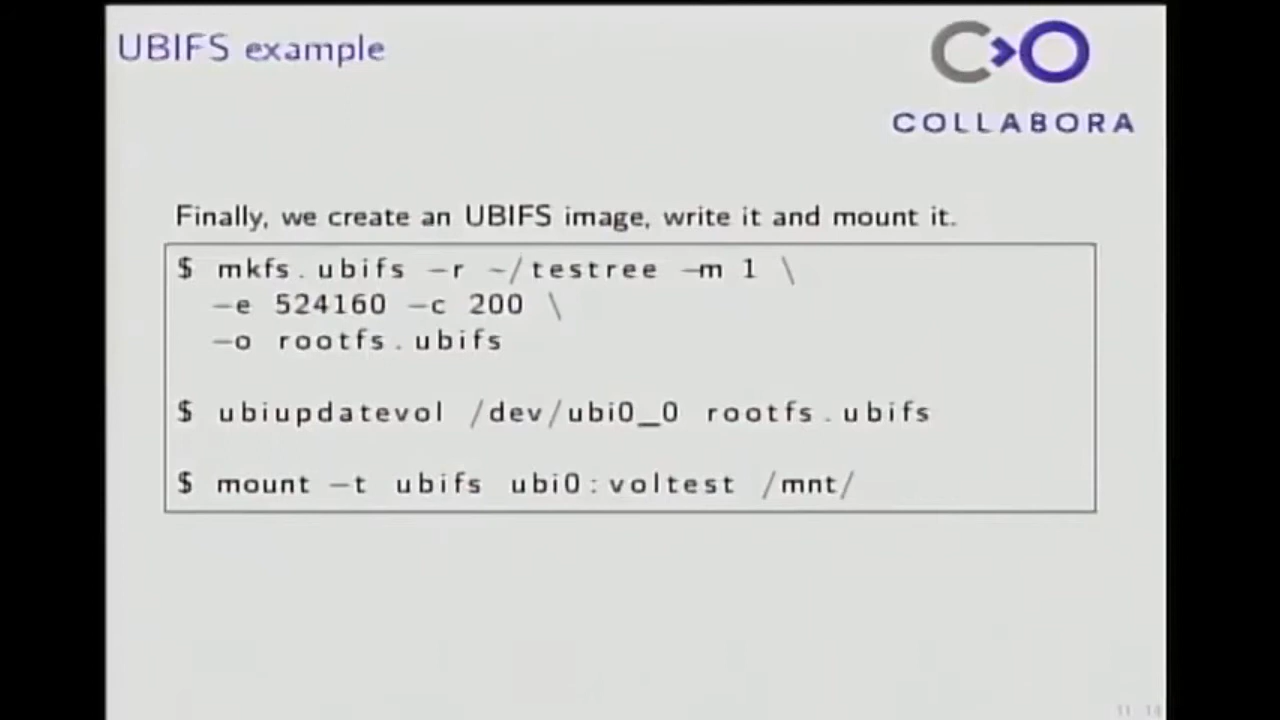 UBIFS example
COLLABORA
Finally, we create an UBIFS image, write it and mount it.
$ mkfs.ubifs -r ~/testree -m 1 \
-e 524160 -c 200 \
-o rootfs.ubifs
$ ubiupdatevol /dev/ubi0_0 rootfs.ubifs
$ mount -t ubifs ubi0:voltest /mnt/